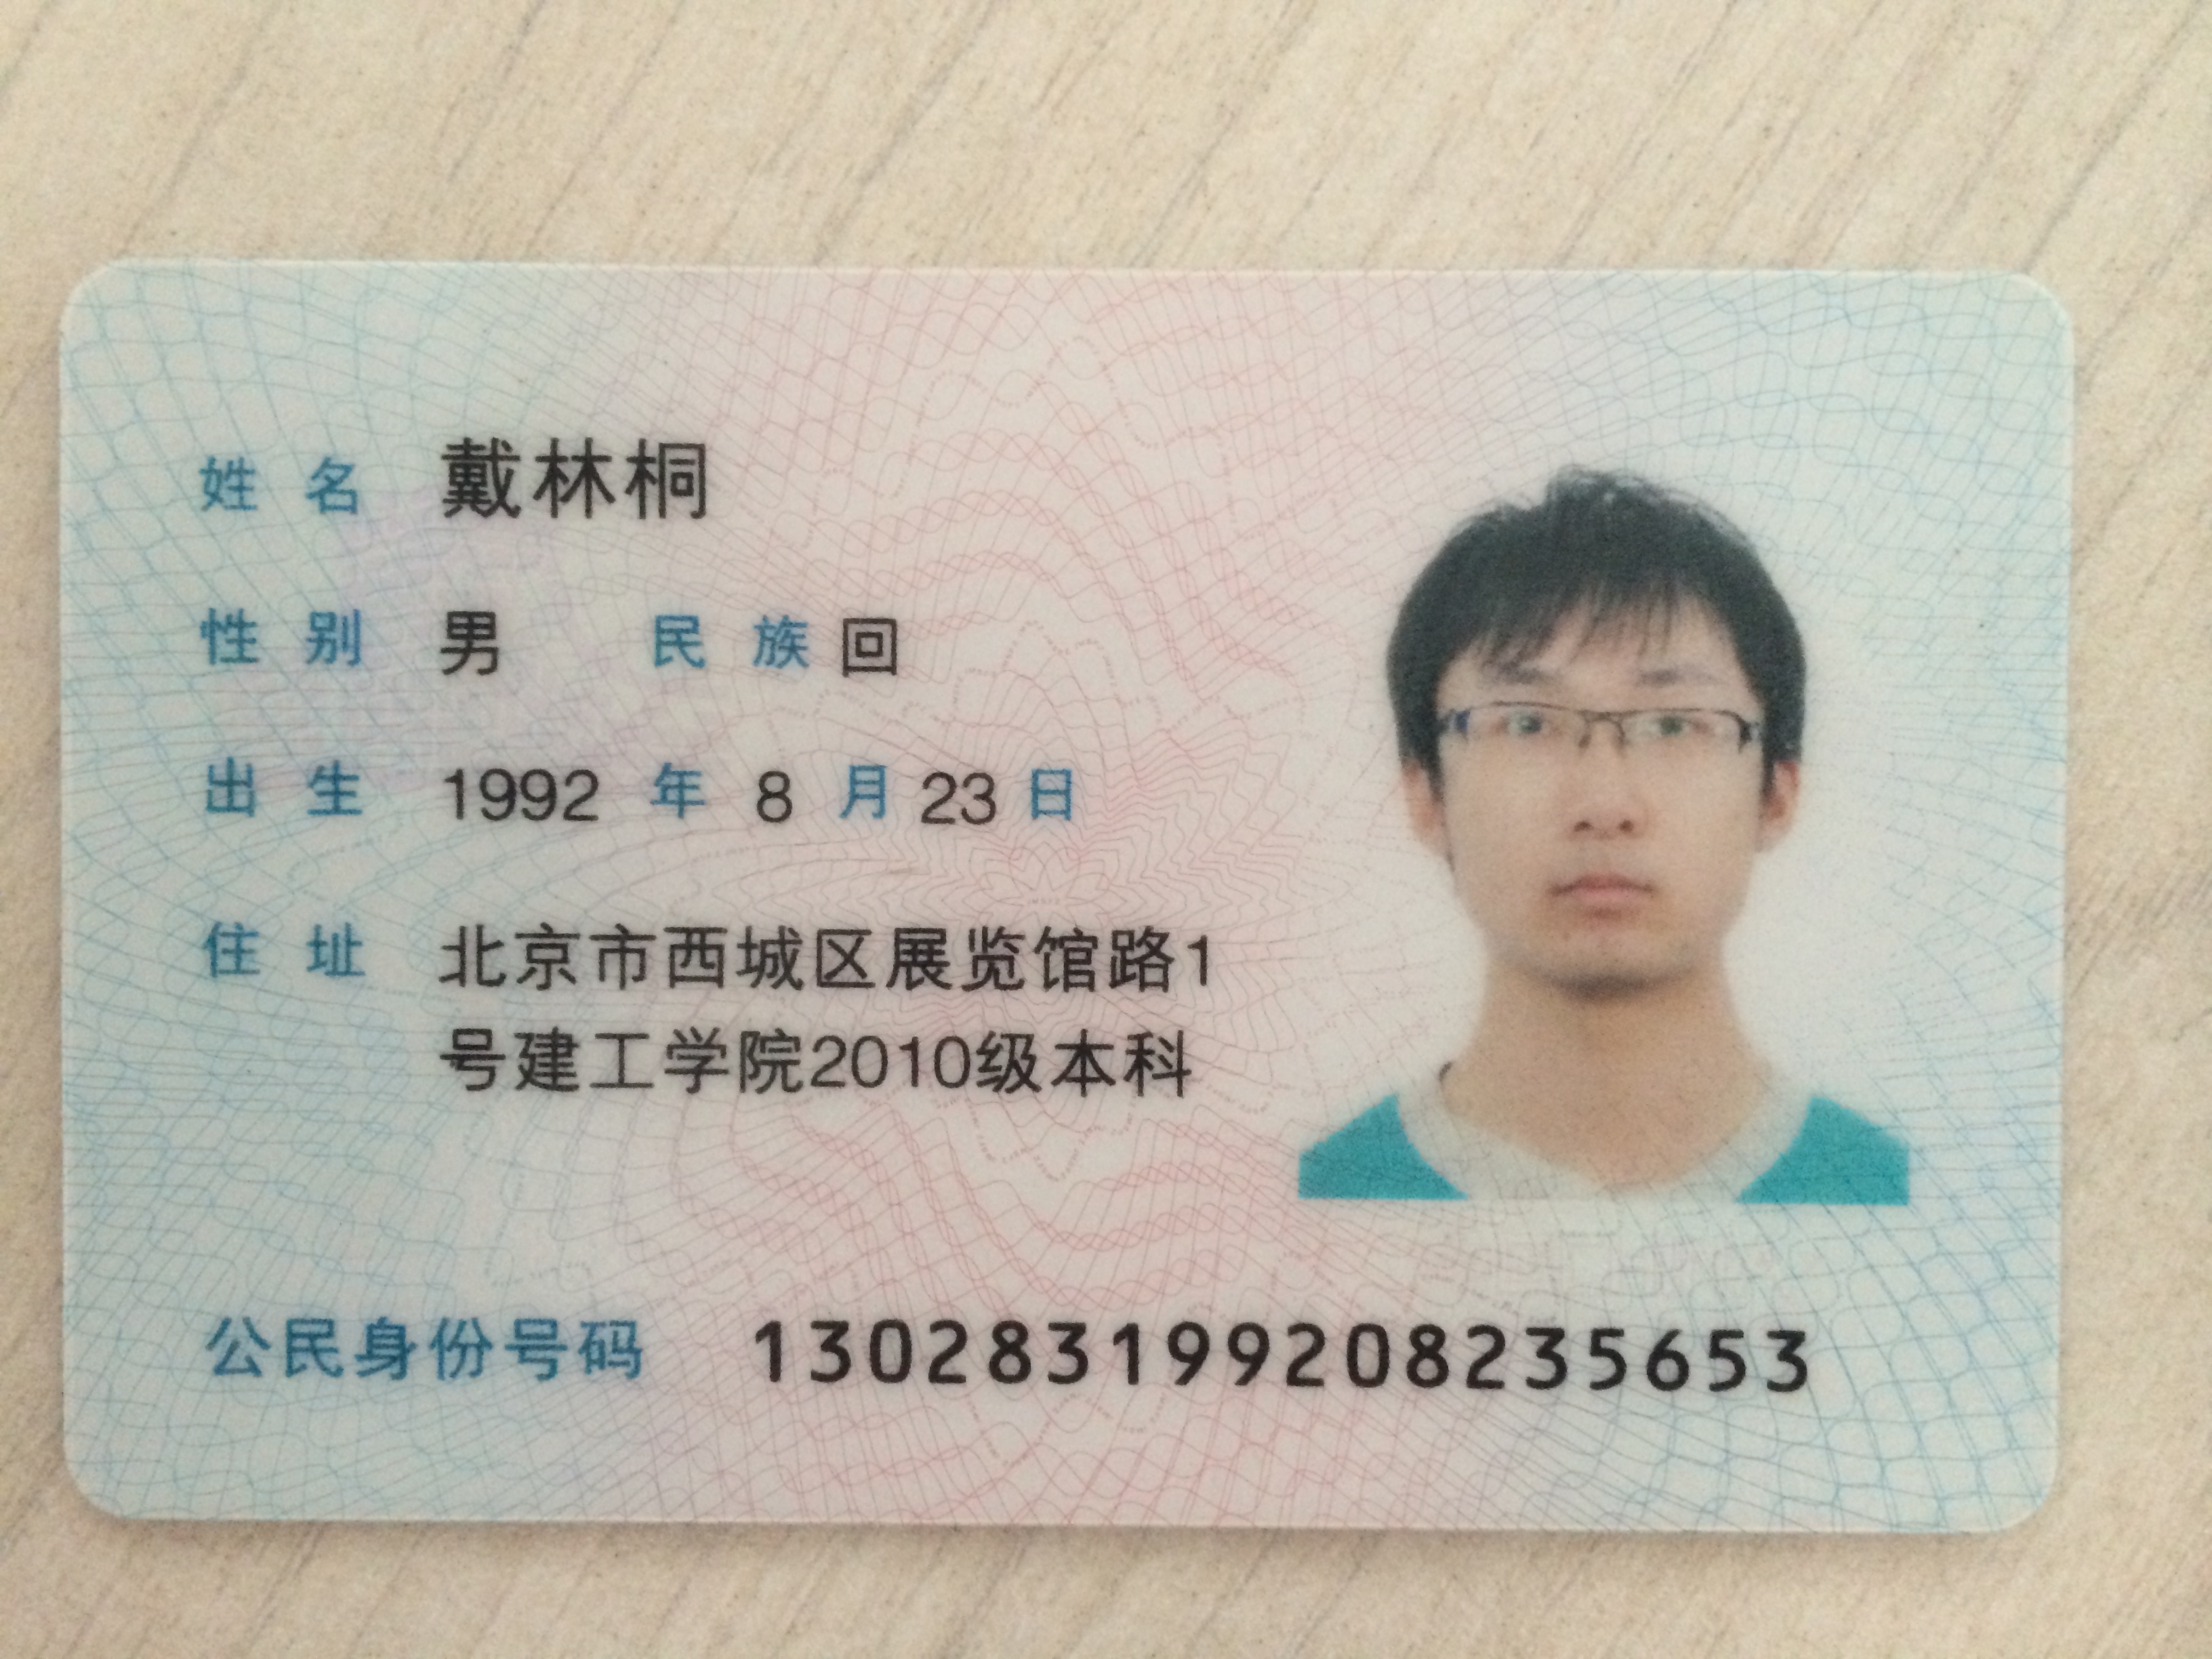 姓名 戴林桐
性别 男 民族 回
出生 1992 年 8 月 23 日
住址 北京市西城区展览馆路1
号建工学院2010级本科
公民身份号码 130283199208235653